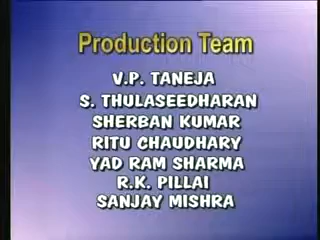 Production Team
V.P. TANEJA
S. THULASEEDHARAN
SHERBAN KUMAR
RITU CHAUDHARY
YAD RAM SHARMA
R.K. PILLAI
SANJAY MISHRA